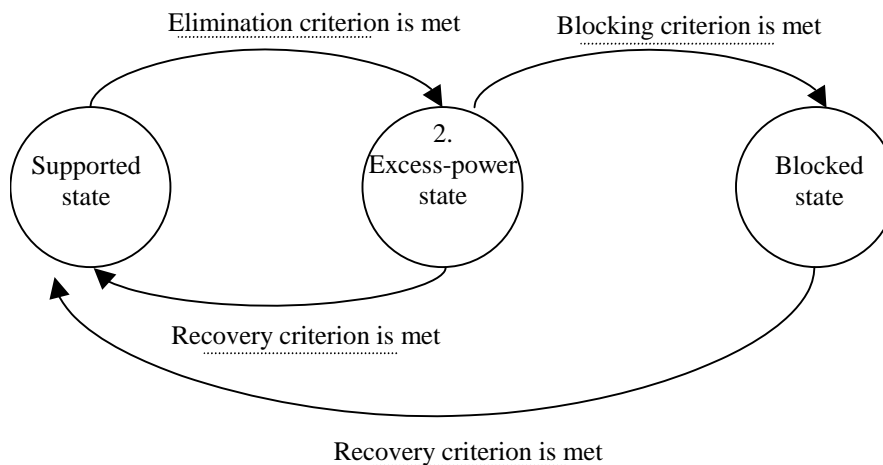 Elimination criterion is met
Blocking criterion is met
Supported
state
2.
Excess-power
state
Blocked
state
Recovery criterion is met
Recovery criterion is met